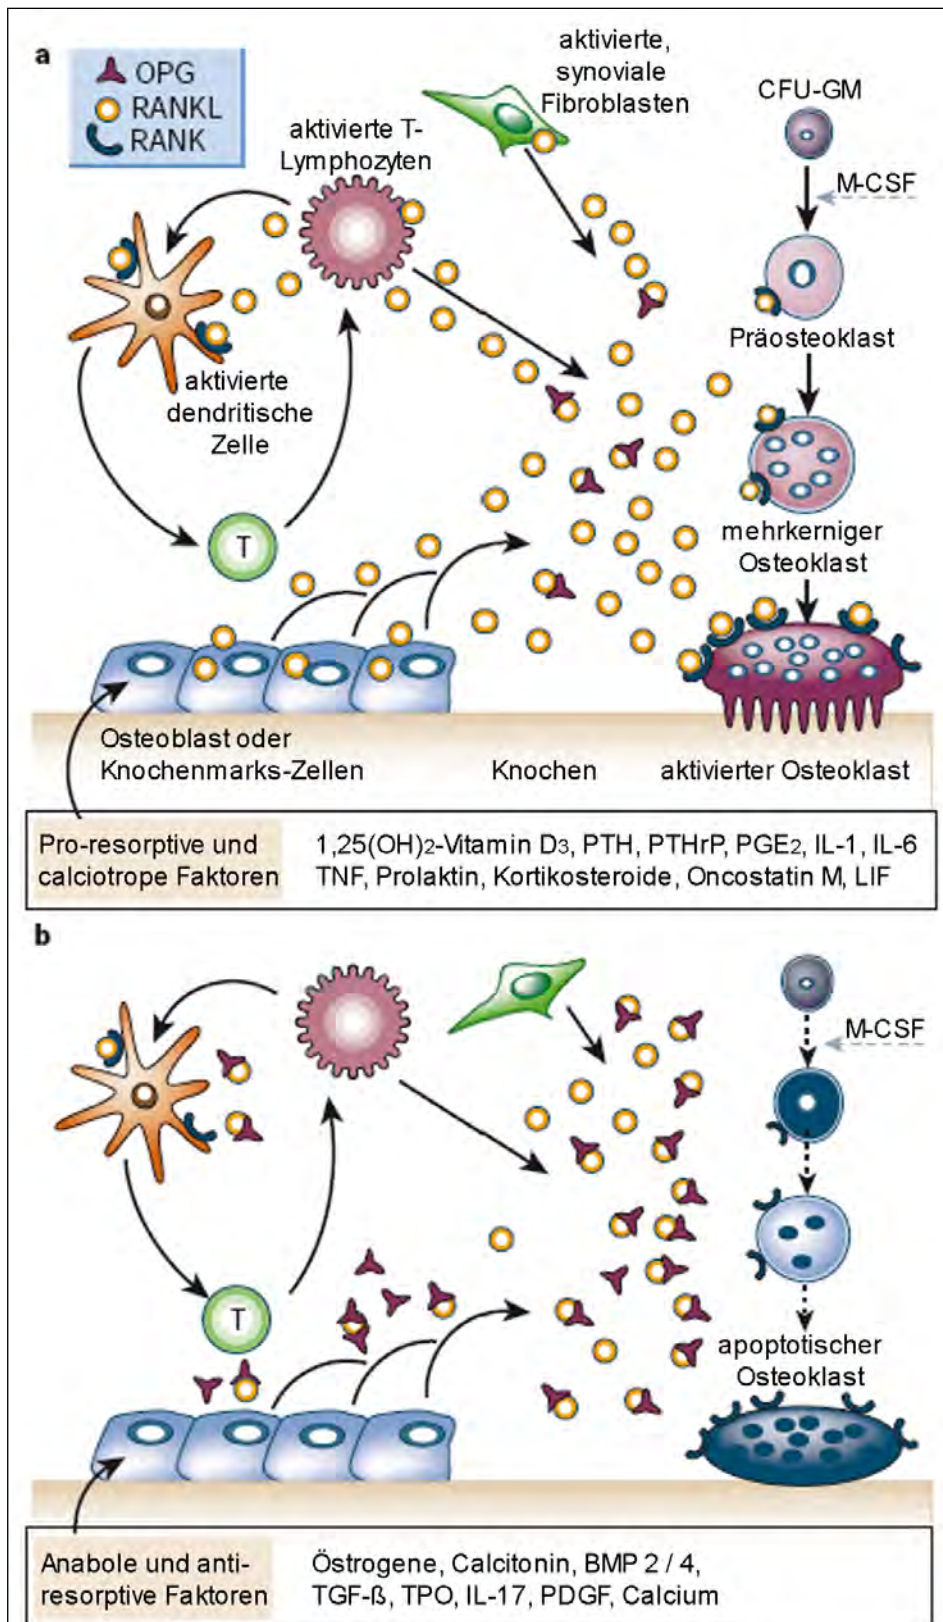 a
OPG
RANKL
RANK
aktivierte T-
Lymphozyten
aktivierte,
synoviale
Fibroblasten
CFU-GM
M-CSF
Präosteoklast
aktivierte
dendritische
Zelle
T
mehrkerniger
Osteoklast
Osteoblast oder
Knochenmarks-Zellen
Knochen
aktivierter Osteoklast
Pro-resorptive und
calciotrope Faktoren
1,25(OH)2-Vitamin D3, PTH, PTHrP, PGE2, IL-1, IL-6
TNF, Prolaktin, Kortikosteroide, Oncostatin M, LIF
b
M-CSF
T
apoptotischer
Osteoklast
Anabole und anti-
resorptive Faktoren
Östrogene, Calcitonin, BMP 2 / 4,
TGF-ß, TPO, IL-17, PDGF, Calcium